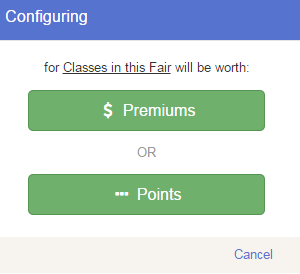 Configuring
for Classes in this Fair will be worth:
$ Premiums
OR
Points
Cancel